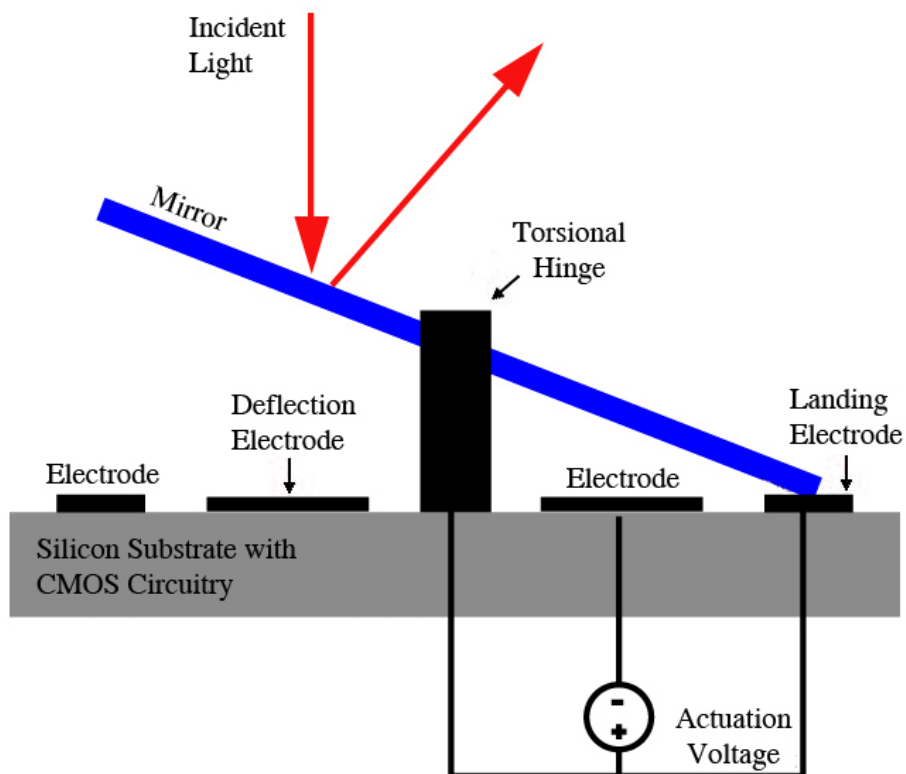 Incident
Light
Mirror
Torsional
Hinge
Deflection
Electrode
Landing
Electrode
Electrode
Electrode
Silicon Substrate with
CMOS Circuitry
-
+
Actuation
Voltage